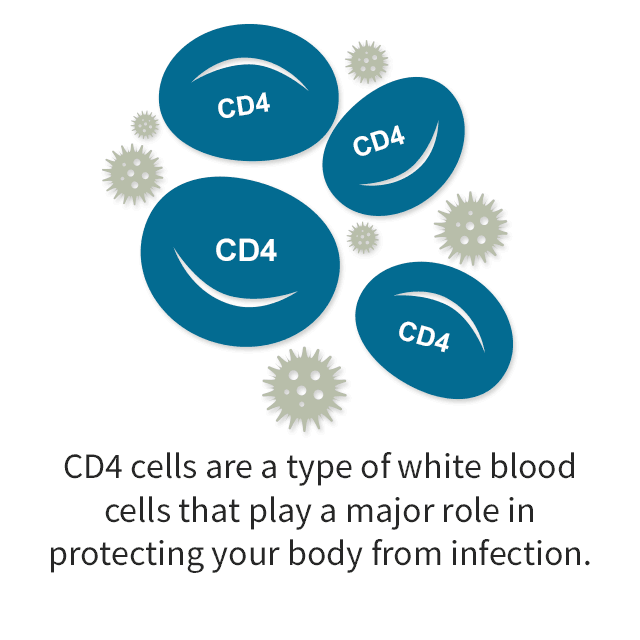 CD4
CD4
CD4
CD4
CD4 cells are a type of white blood
cells that play a major role in
protecting your body from infection.